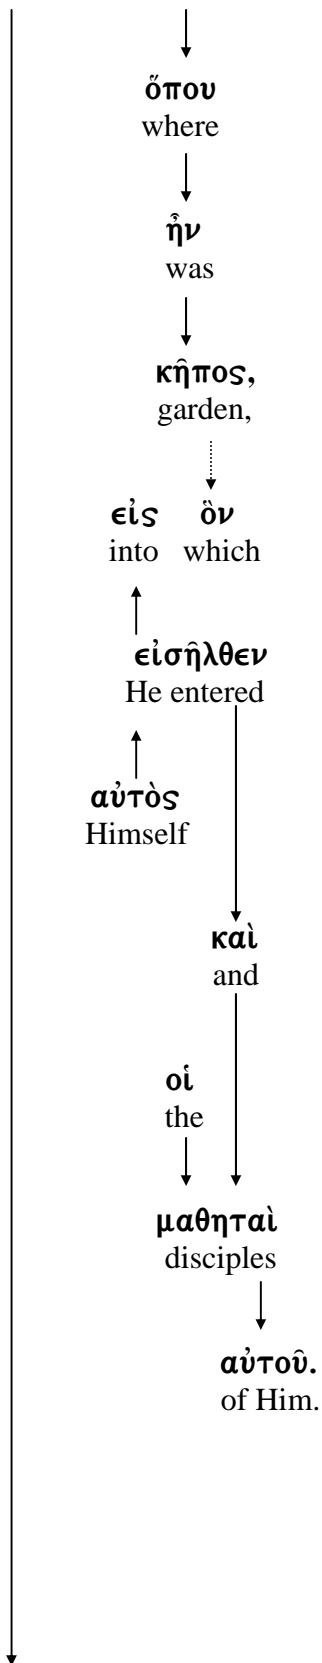 ὅπου
where
ἦν
was
κῆπος,
garden,
εἰς ὃν
into which
εἰσῆλθεν
He entered
αὐτὸς
Himself
καὶ
and
οἱ
the
μαθηταὶ
disciples
αὐτοῦ.
of Him.